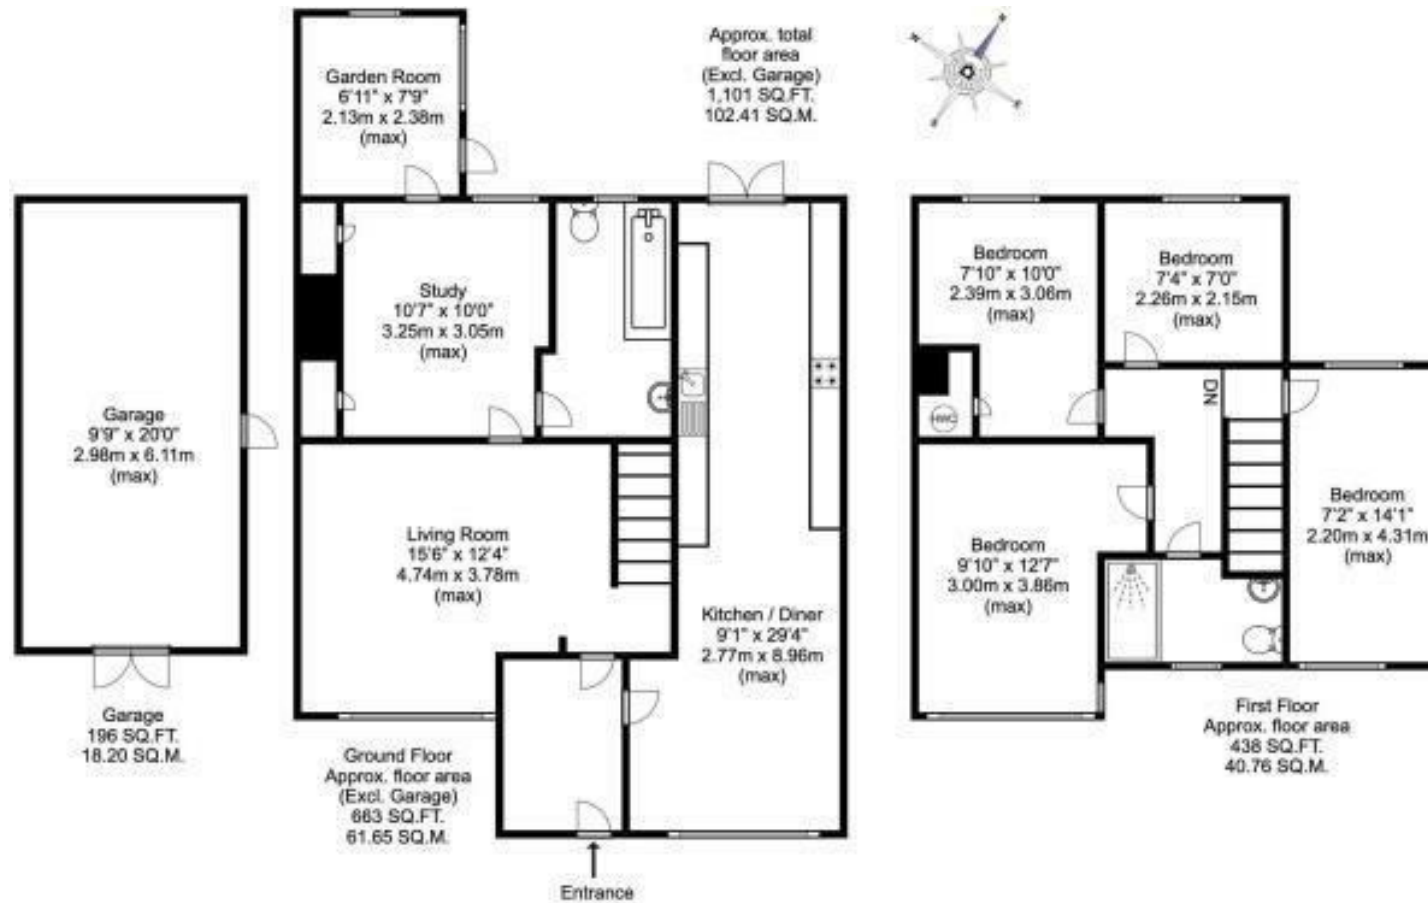 Garden Room
6'11" x 7'9"
2.13m x 2.38m
(max)
Approx. total
floor area
(Excl. Garage)
1,101 SQ.FT.
102.41 SQ.M.
Study
10'7" x 10'0"
3.25m x 3.05m
(max)
Bedroom
7'10" x 10'0"
2.39m x 3.06m
(max)
Bedroom
7'4" x 7'0"
2.26m x 2.15m
(max)
Garage
9'9" x 20'0"
2.98m x 6.11m
(max)
HWC
DN
Living Room
15'6" x 12'4"
4.74m x 3.78m
(max)
Kitchen / Diner
9'1" x 29'4"
2.77m x 8.96m
(max)
Bedroom
9'10" x 12'7"
3.00m x 3.86m
(max)
Bedroom
7'2" x 14'1"
2.20m x 4.31m
(max)
Garage
196 SQ.FT.
18.20 SQ.M.
Ground Floor
Approx. floor area
(Excl. Garage)
663 SQ.FT.
61.65 SQ.M.
First Floor
Approx. floor area
438 SQ.FT.
40.76 SQ.M.
Entrance